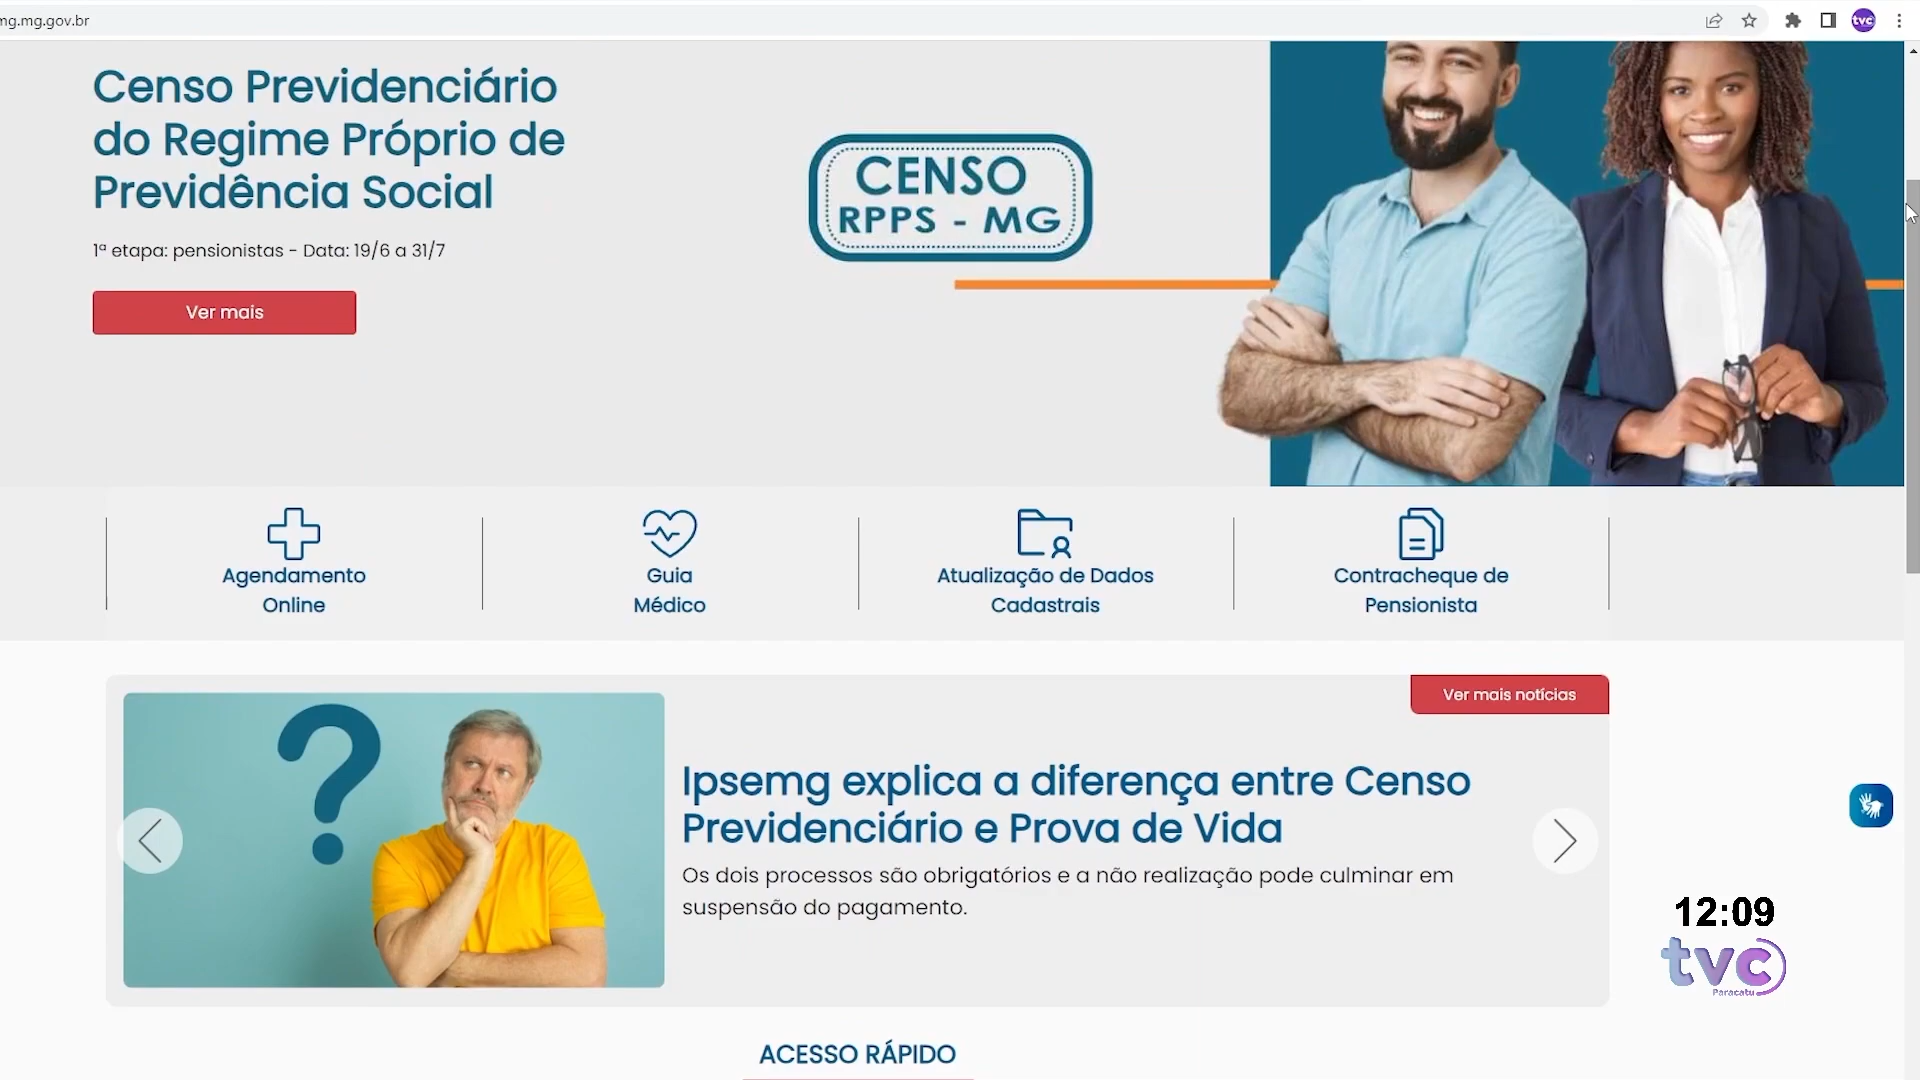 mg.mg.gov.br
tvc
Censo Previdenciário
do Regime Próprio de
Previdência Social
1ª etapa: pensionistas - Data: 19/6 a 31/7
Ver mais
CENSO
RPPS - MG
Agendamento
Online
Guia
Médico
Atualização de Dados
Cadastrais
Contracheque de
Pensionista
Ver mais notícias
Ipsemg explica a diferença entre Censo
Previdenciário e Prova de Vida
Os dois processos são obrigatórios e a não realização pode culminar em
suspensão do pagamento.
12:09
tvc
Paracatu
ACESSO RÁPIDO